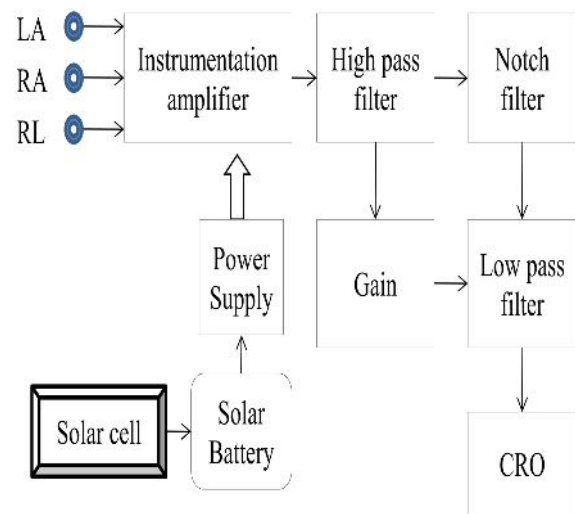 LA
RA
RL
Instrumentation
amplifier
High pass
filter
Notch
filter
Power
Supply
Gain
Low pass
filter
Solar cell
Solar
Battery
CRO